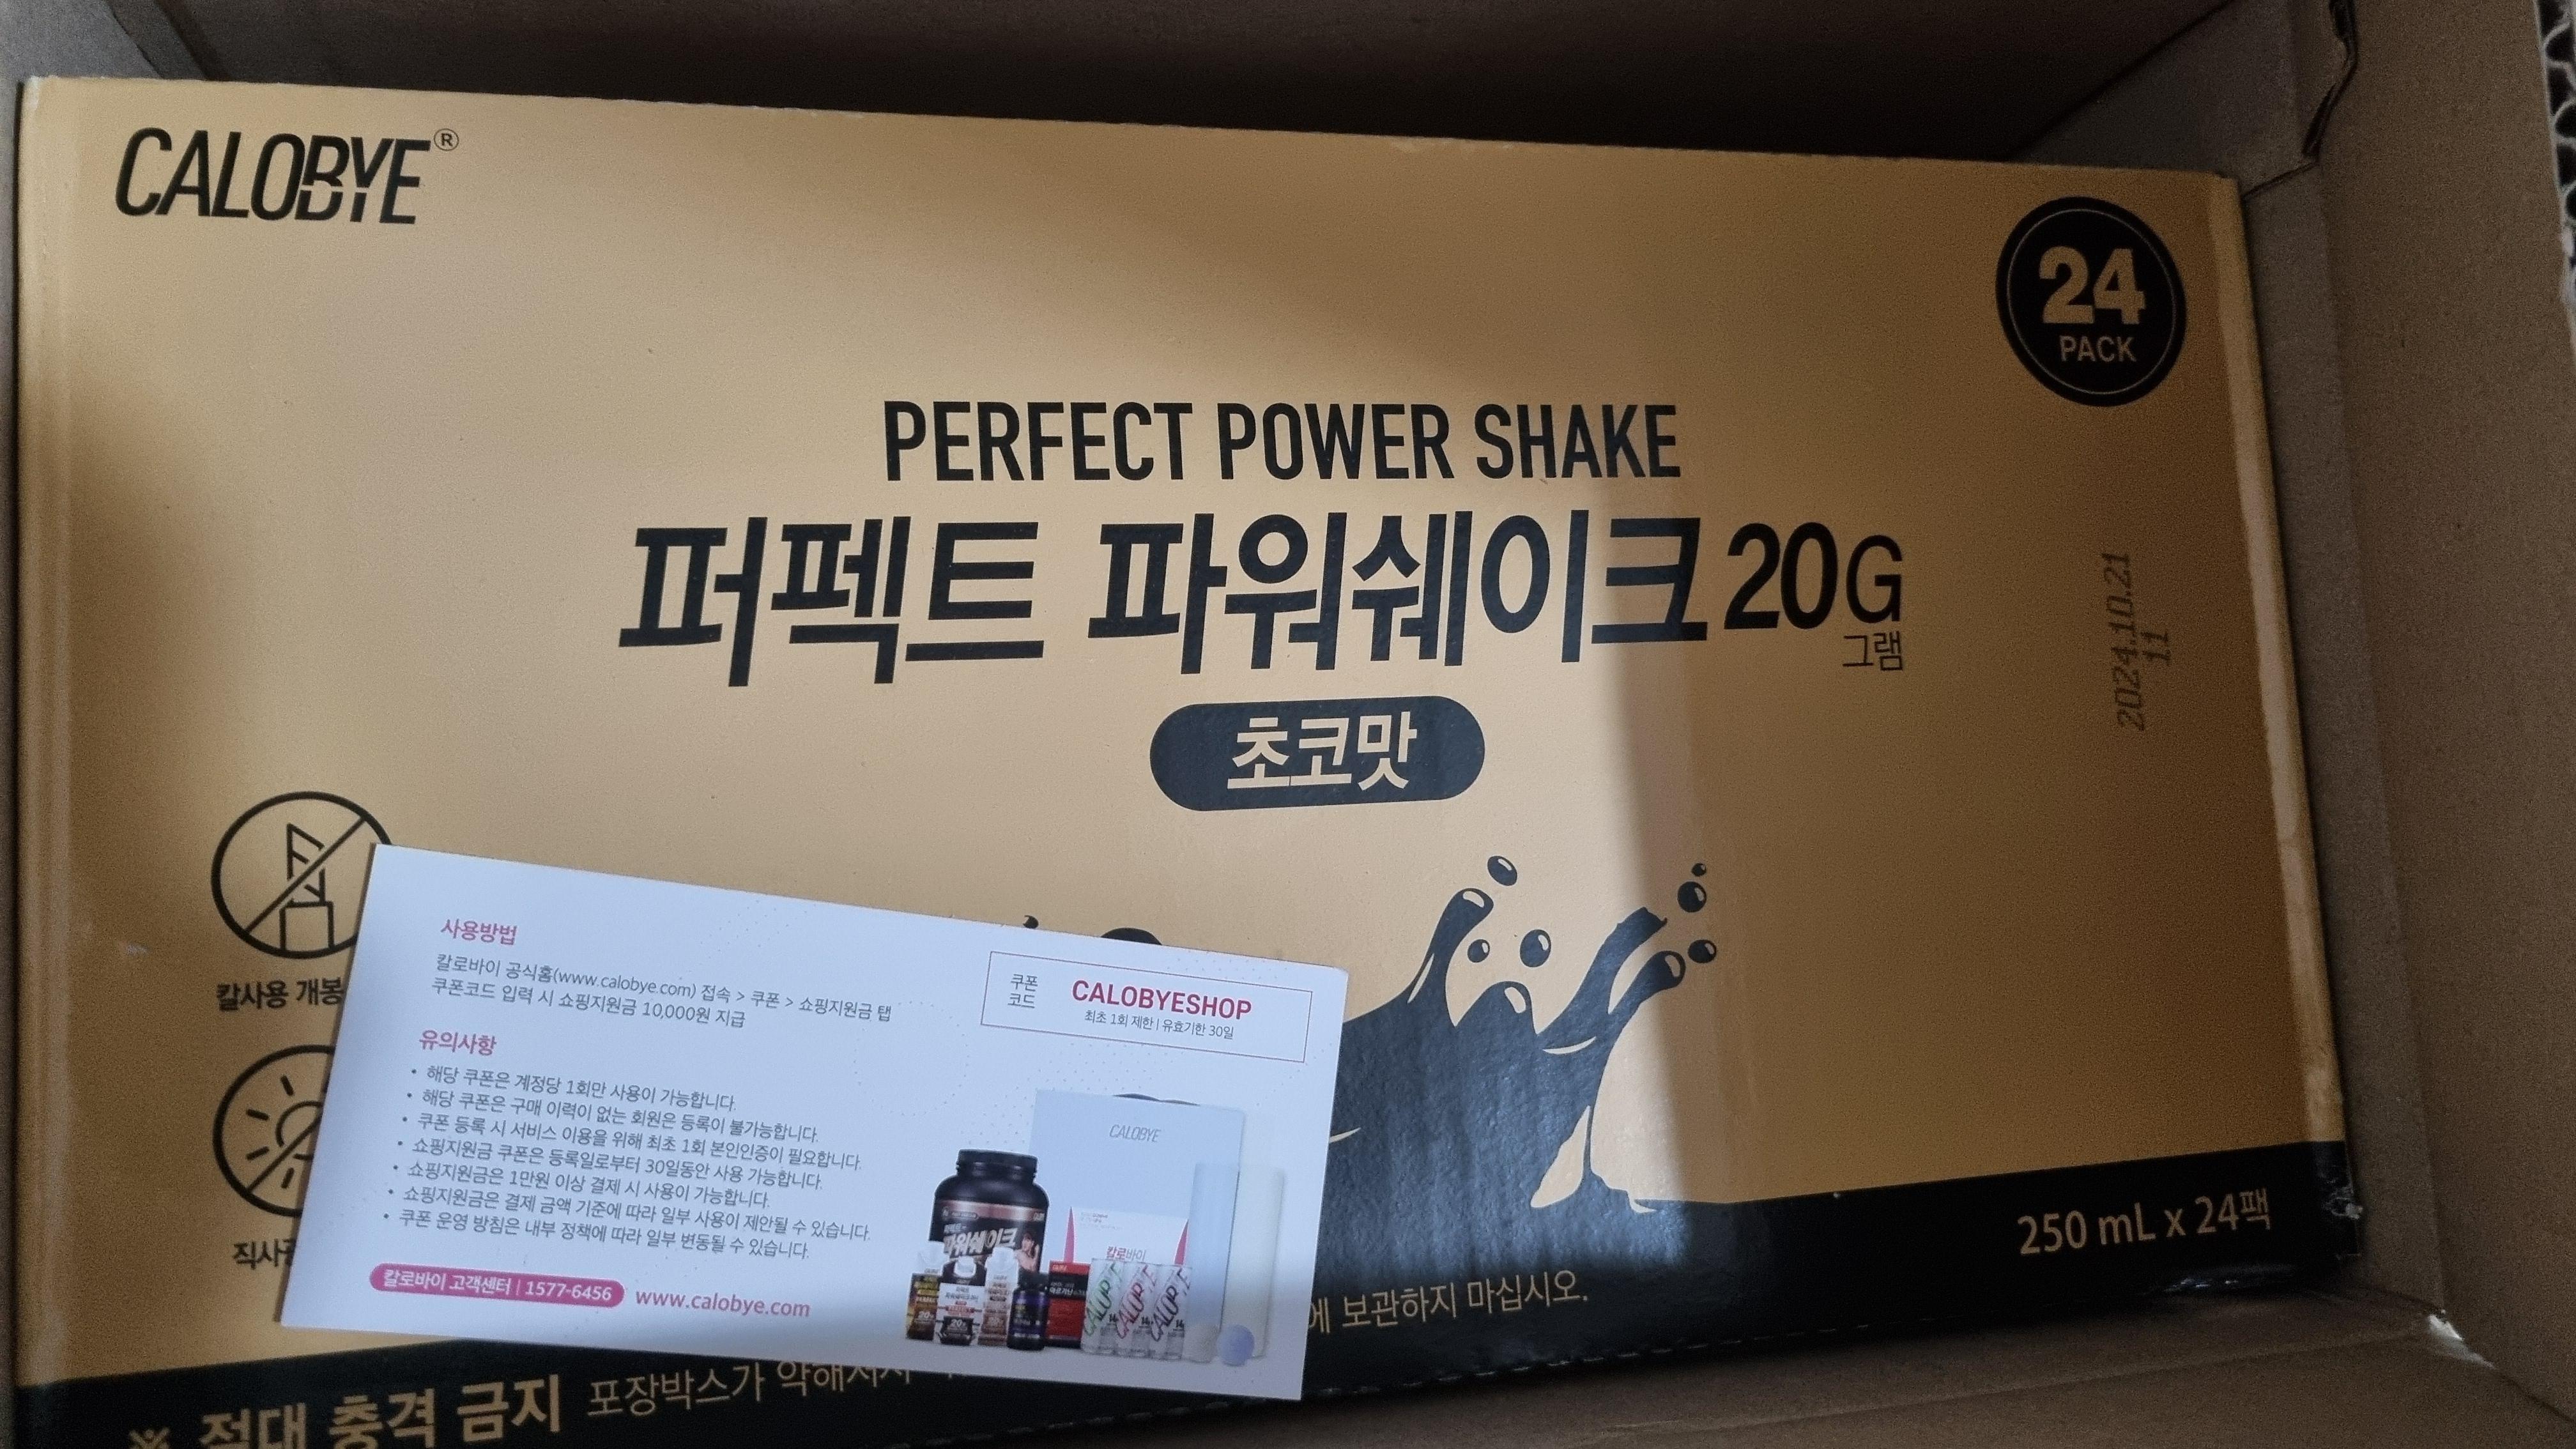 CALOBYE®
24
PACK
PERFECT POWER SHAKE
퍼펙트 파워쉐이크 20G
그램
초코맛
2024.10.21
11
칼사용 개봉
직사
사용방법
칼로바이 공식홈(www.calobye.com) 접속 > 쿠폰 > 쇼핑지원금 탭
쿠폰코드 입력 시 쇼핑지원금 10,000원 지급
쿠폰
코드
CALOBYESHOP
최초 1회 제한 | 유효기한 30일
유의사항
• 해당 쿠폰은 계정당 1회만 사용이 가능합니다.
• 해당 쿠폰은 구매 이력이 없는 회원은 등록이 불가능합니다.
• 쿠폰 등록 시 서비스 이용을 위해 최초 1회 본인인증이 필요합니다.
• 쇼핑지원금 쿠폰은 등록일로부터 30일동안 사용 가능합니다.
• 쇼핑지원금은 1만원 이상 결제 시 사용이 가능합니다.
• 쇼핑지원금은 결제 금액 기준에 따라 일부 사용이 제안될 수 있습니다.
• 쿠폰 운영 방침은 내부 정책에 따라 일부 변동될 수 있습니다.
칼로바이 고객센터 | 1577-6456
www.calobye.com
CALOBYE
파워쉐이크
칼로바이
250 mL x 24팩
에 보관하지 마십시오.
※ 절대 충격 금지 포장박스가